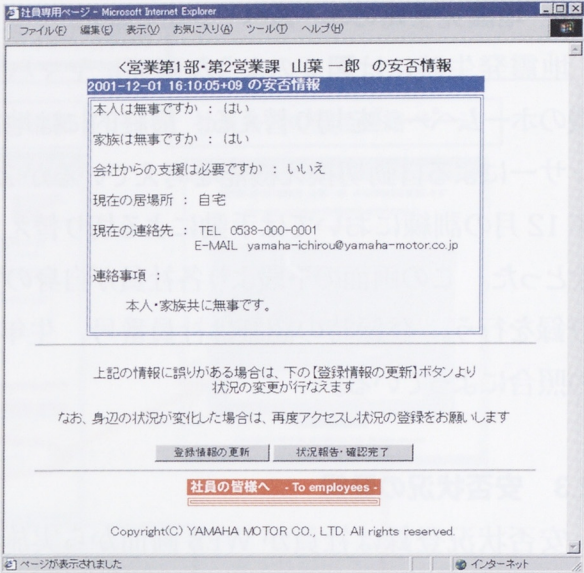 社員専用ページ - Microsoft Internet Explorer
ファイル(F) 編集(E) 表示(V) お気に入り(A) ツール(T) ヘルプ(H)
<営業第1部・第2営業課 山葉 一郎 の安否情報
2001-12-01 16:10:05+09 の安否情報
本人は無事ですか : はい
家族は無事ですか : はい
会社からの支援は必要ですか : いいえ
現在の居場所 : 自宅
現在の連絡先 : TEL 0538-000-0001
E-MAIL yamaha-ichirou@yamaha-motor.co.jp
連絡事項 :
本人・家族共に無事です。
上記の情報に誤りがある場合は、下の【登録情報の更新】ボタンより
状況の変更が行なえます
なお、身辺の状況が変化した場合は、再度アクセスし状況の登録をお願いします
登録情報の更新 状況報告・確認完了
社員の皆様へ - To employees -
Copyright(C) YAMAHA MOTOR CO., LTD. All rights reserved.
ページが表示されました インターネット